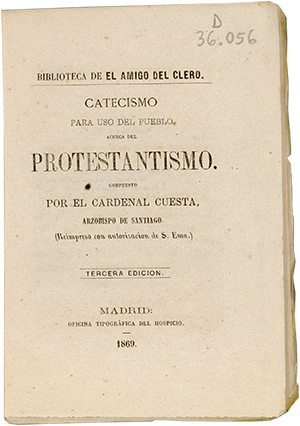 D
36.056
BIBLIOTECA DE EL AMIGO DEL CLERO.
CATECISMO
PARA USO DEL PUEBLO,
ACERCA DEL
PROTESTANTISMO.
COMPUESTO
POR EL CARDENAL CUESTA,
ARZOBISPO DE SANTIAGO.
(Reimpreso con autorizacion de S. Emª.)
TERCERA EDICION.
MADRID:
OFICINA TIPOGRÁFICA DEL HOSPICIO.
1869.